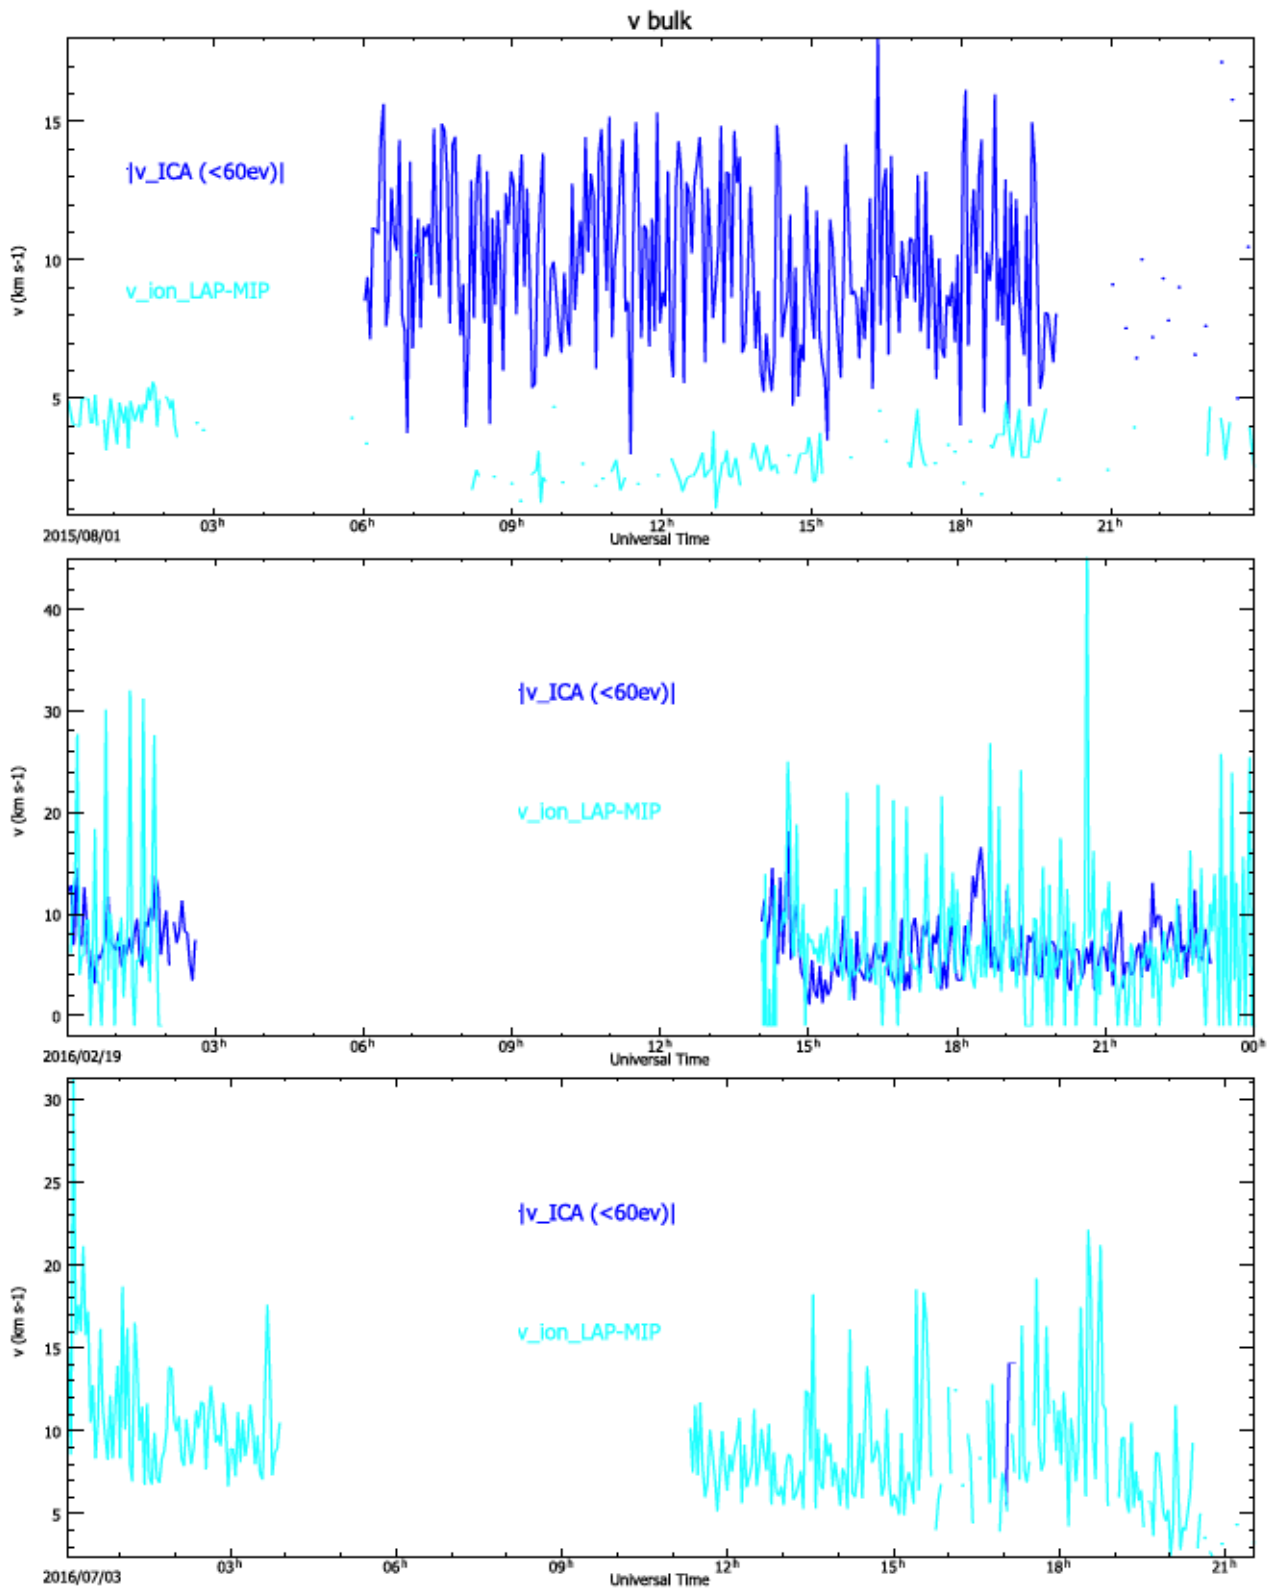 v bulk
15
10
5
v (km s-1)
|v_ICA (<60ev)|
v_ion_LAP-MIP
03h
06h
09h
12h
15h
18h
21h
2015/08/01
Universal Time
40
30
20
10
0
v (km s-1)
|v_ICA (<60ev)|
v_ion_LAP-MIP
03h
06h
09h
12h
15h
18h
21h
00h
2016/02/19
Universal Time
30
25
20
15
10
5
v (km s-1)
|v_ICA (<60ev)|
v_ion_LAP-MIP
03h
06h
09h
12h
15h
18h
21h
2016/07/03
Universal Time